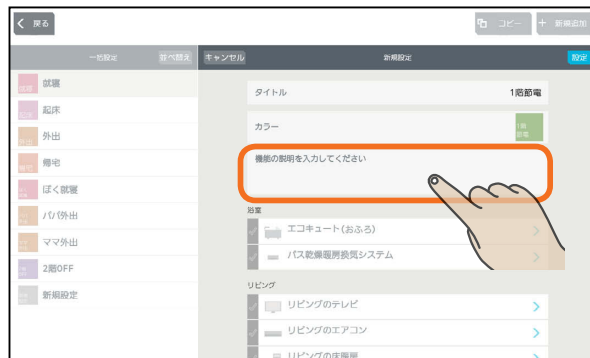 戻る
コピー
新規追加
一括設定
並べ替え
キャンセル
新規設定
設定
就寝
起床
外出
帰宅
ぼく就寝
パパ外出
ママ外出
2階OFF
新規設定
タイトル
1階節電
カラー
1階
節電
機能の説明を入力してください
浴室
エコキュート(おふろ)
バス乾燥暖房換気システム
リビング
リビングのテレビ
リビングのエアコン
リビングの床暖房